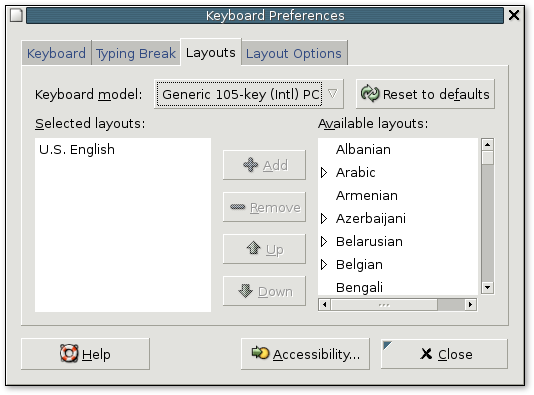 Keyboard Preferences
Keyboard Typing Break Layouts Layout Options
Keyboard model: Generic 105-key (Intl) PC Reset to defaults
Selected layouts: Available layouts:
U.S. English
Add
Remove
Up
Down
Albanian
Arabic
Armenian
Azerbaijani
Belarusian
Belgian
Bengali
Help Accessibility... Close